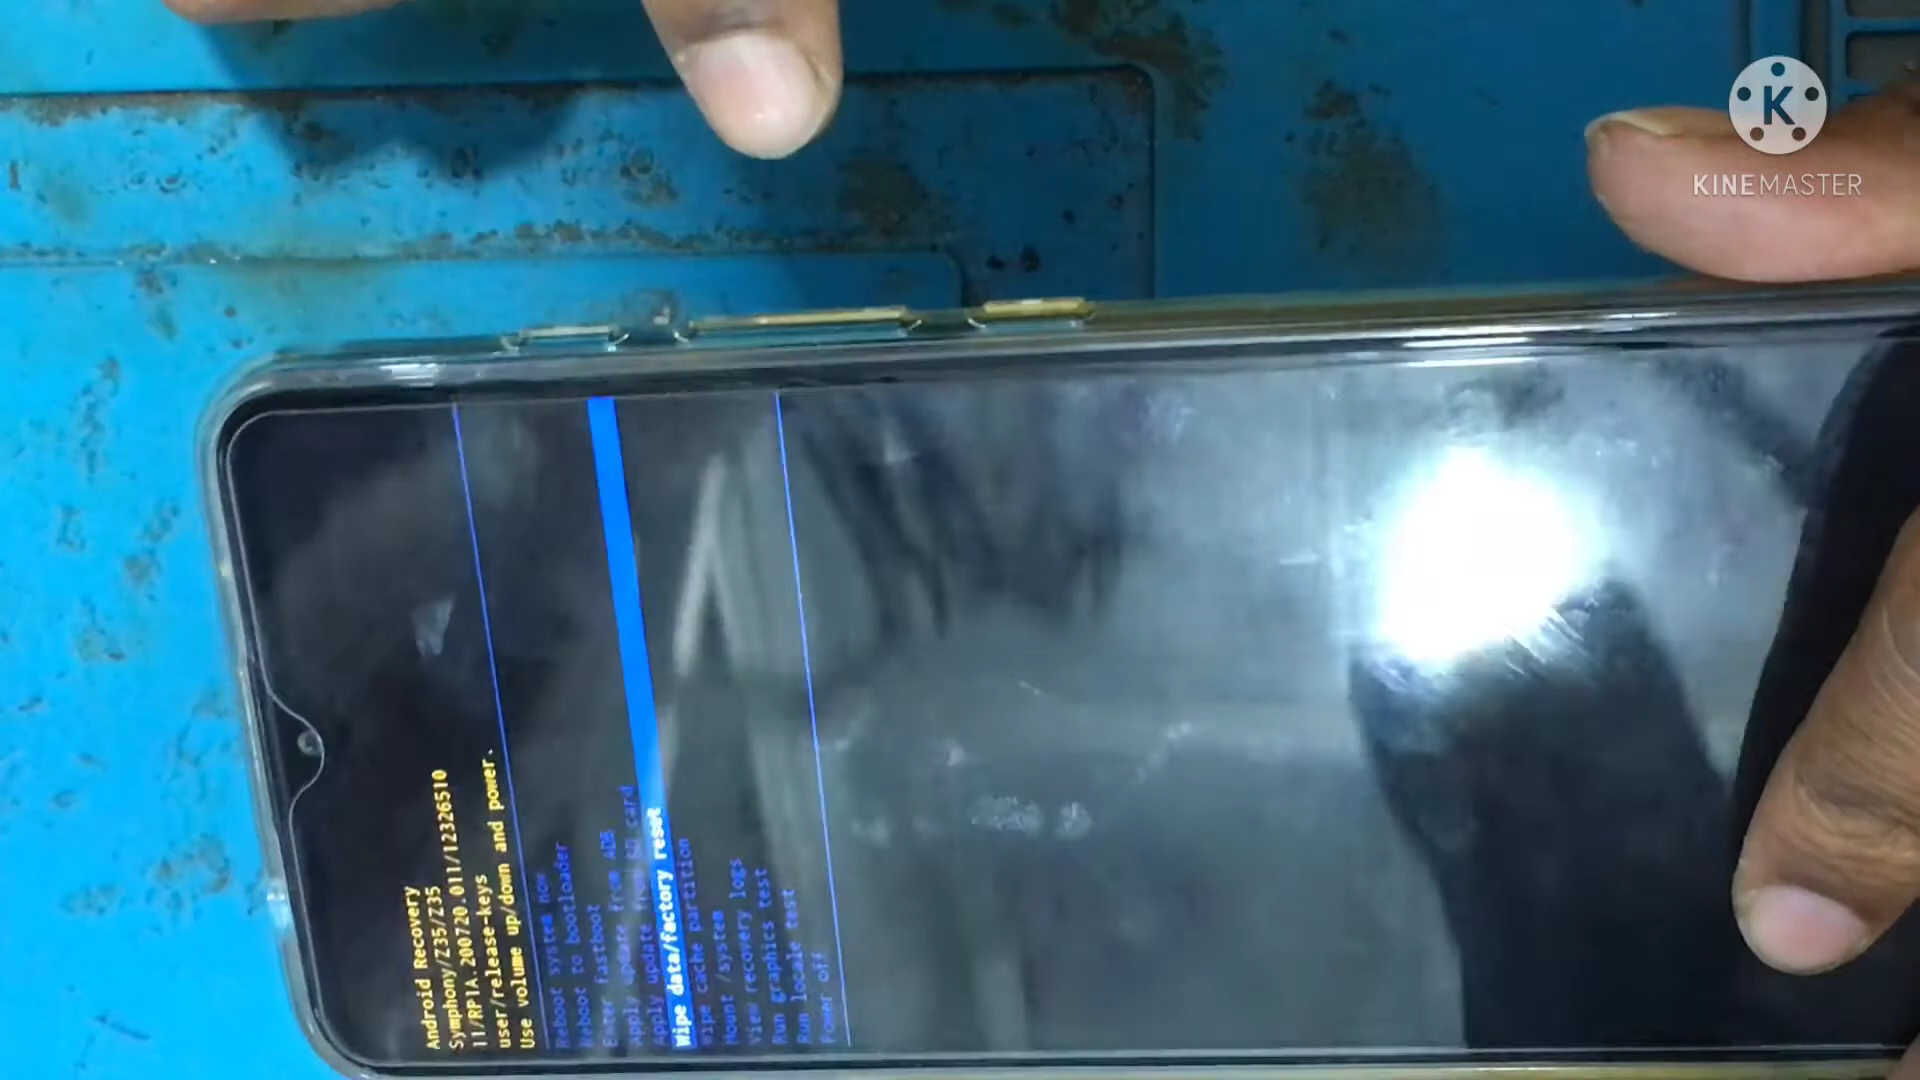 Android Recovery
Symphony/Z35/Z35
11/RP1A.200720.011/12326510
user/release-keys
Use volume up/down and power.
Reboot system now
Reboot to bootloader
Enter fastboot
Apply update from ADB
Apply update from SD card
Wipe data/factory reset
Wipe cache partition
Mount /system
View recovery logs
Run graphics test
Run locale test
Power off
K
KINEMASTER